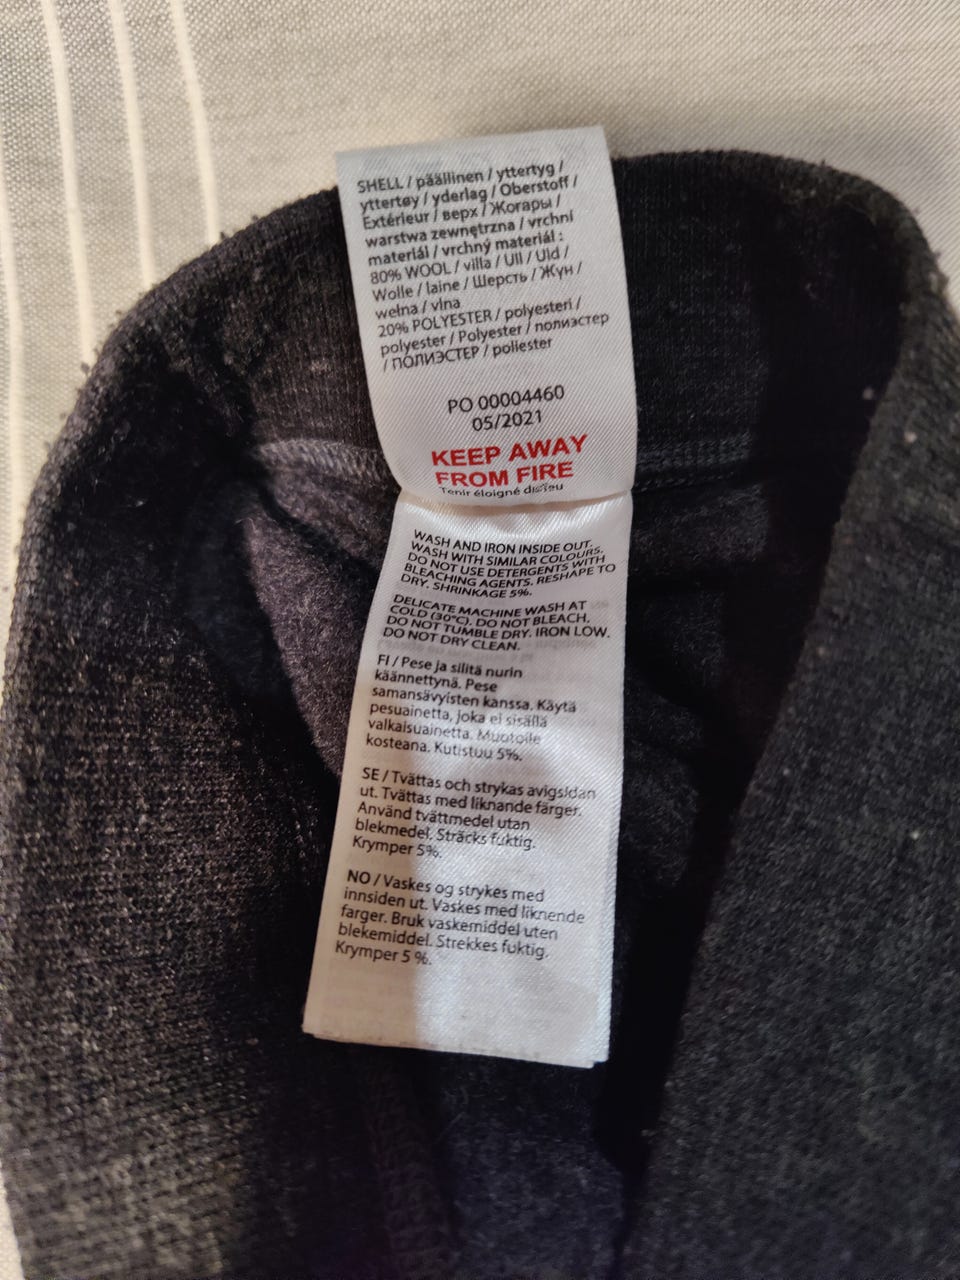 SHELL / päällinen / yttertyg /
yttertøy / yderlag / Oberstoff /
Extérieur / верх / Жоғары /
warstwa zewnętrzna / vrchní
materiál / vrchný materiál :
80% WOOL / villa / Ull / Uld /
Wolle / laine / Шерсть / Жүн /
wełna / vlna
20% POLYESTER / polyesteri /
polyester / Polyester / полиэстер
/ ПОЛИЭСТЕР / poliester
PO 00004460
05/2021
KEEP AWAY
FROM FIRE
Tenir éloigné du feu
WASH AND IRON INSIDE OUT.
WASH WITH SIMILAR COLOURS.
DO NOT USE DETERGENTS WITH
BLEACHING AGENTS. RESHAPE TO
DRY. SHRINKAGE 5%.
DELICATE MACHINE WASH AT
COLD (30°C). DO NOT BLEACH.
DO NOT TUMBLE DRY. IRON LOW.
DO NOT DRY CLEAN.
FI / Pese ja silitä nurin
käännettynä. Pese
samansävyisten kanssa. Käytä
pesuainetta, joka ei sisällä
valkaisuainetta. Muotoile
kosteana. Kutistuu 5%.
SE / Tvättas och strykas avigsidan
ut. Tvättas med liknande färger.
Använd tvättmedel utan
blekmedel. Sträcks fuktig.
Krymper 5%.
NO / Vaskes og strykes med
innsiden ut. Vaskes med liknende
farger. Bruk vaskemiddel uten
blekemiddel. Strekkes fuktig.
Krymper 5 %.